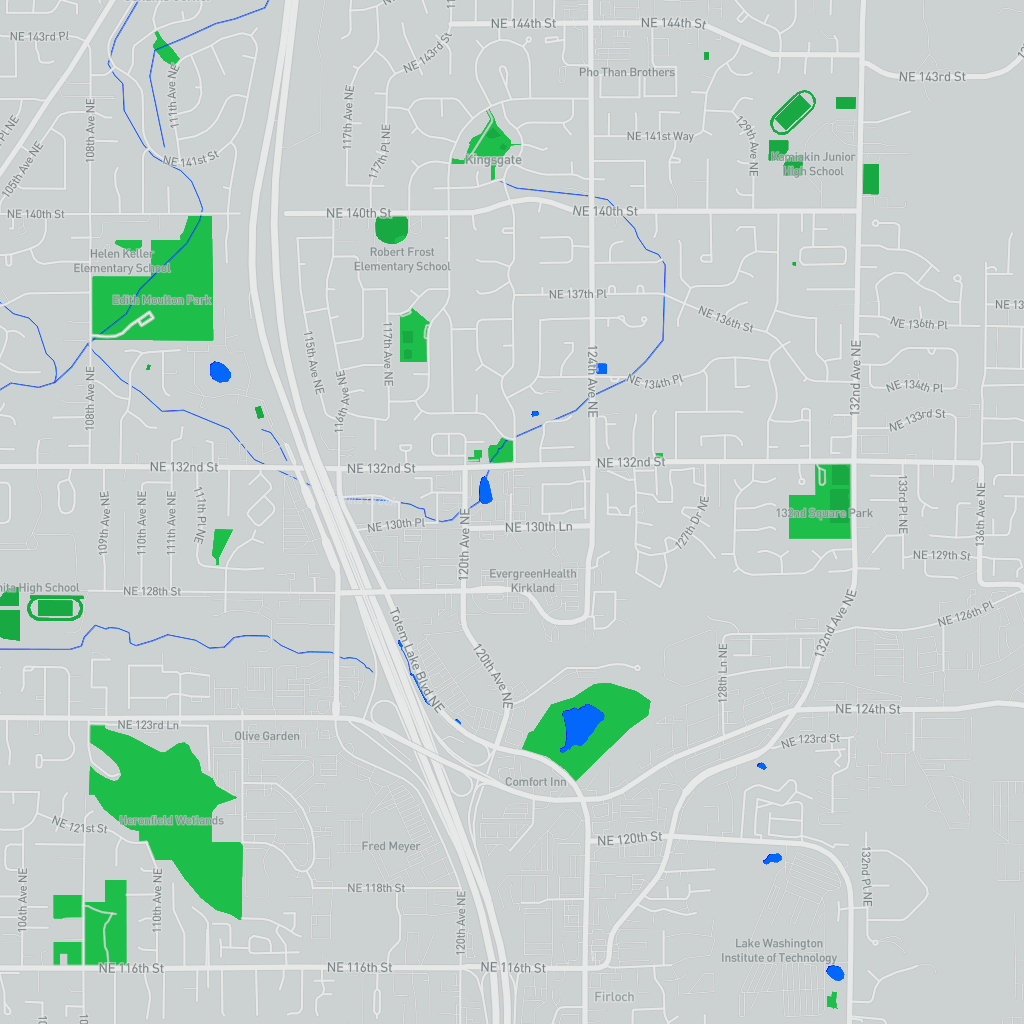 NE 144th St
NE 144th St
NE 143rd Pl
NE 143rd St
Pho Than Brothers
NE 143rd St
111th Ave NE
108th Ave NE
117th Ave NE
117th Pl NE
NE 141st Way
129th Ave NE
105th Ave NE
NE 141st St
Kingsgate
Kamiakin Junior
High School
NE 140th St
NE 140th St
NE 140th St
Helen Keller
Elementary School
Robert Frost
Elementary School
Edith Moulton Park
NE 137th Pl
NE 136th St
NE 136th Pl
115th Ave NE
117th Ave NE
116th Ave NE
124th Ave NE
132nd Ave NE
108th Ave NE
NE 134th Pl
NE 134th Pl
NE 133rd St
NE 132nd St
NE 132nd St
NE 132nd St
109th Ave NE
110th Ave NE
111th Ave NE
111th Pl NE
120th Ave NE
127th Dr NE
133rd Pl NE
136th Ave NE
132nd Square Park
NE 130th Pl
NE 130th Ln
NE 129th St
EvergreenHealth
Kirkland
High School
NE 128th St
NE 126th Pl
132nd Ave NE
Totem Lake Blvd NE
120th Ave NE
128th Ln NE
NE 124th St
NE 123rd Ln
Olive Garden
NE 123rd St
Comfort Inn
Heronfield Wetlands
NE 121st St
NE 120th St
Fred Meyer
132nd Pl NE
106th Ave NE
110th Ave NE
NE 118th St
120th Ave NE
Lake Washington
Institute of Technology
NE 116th St
NE 116th St
NE 116th St
Firloch